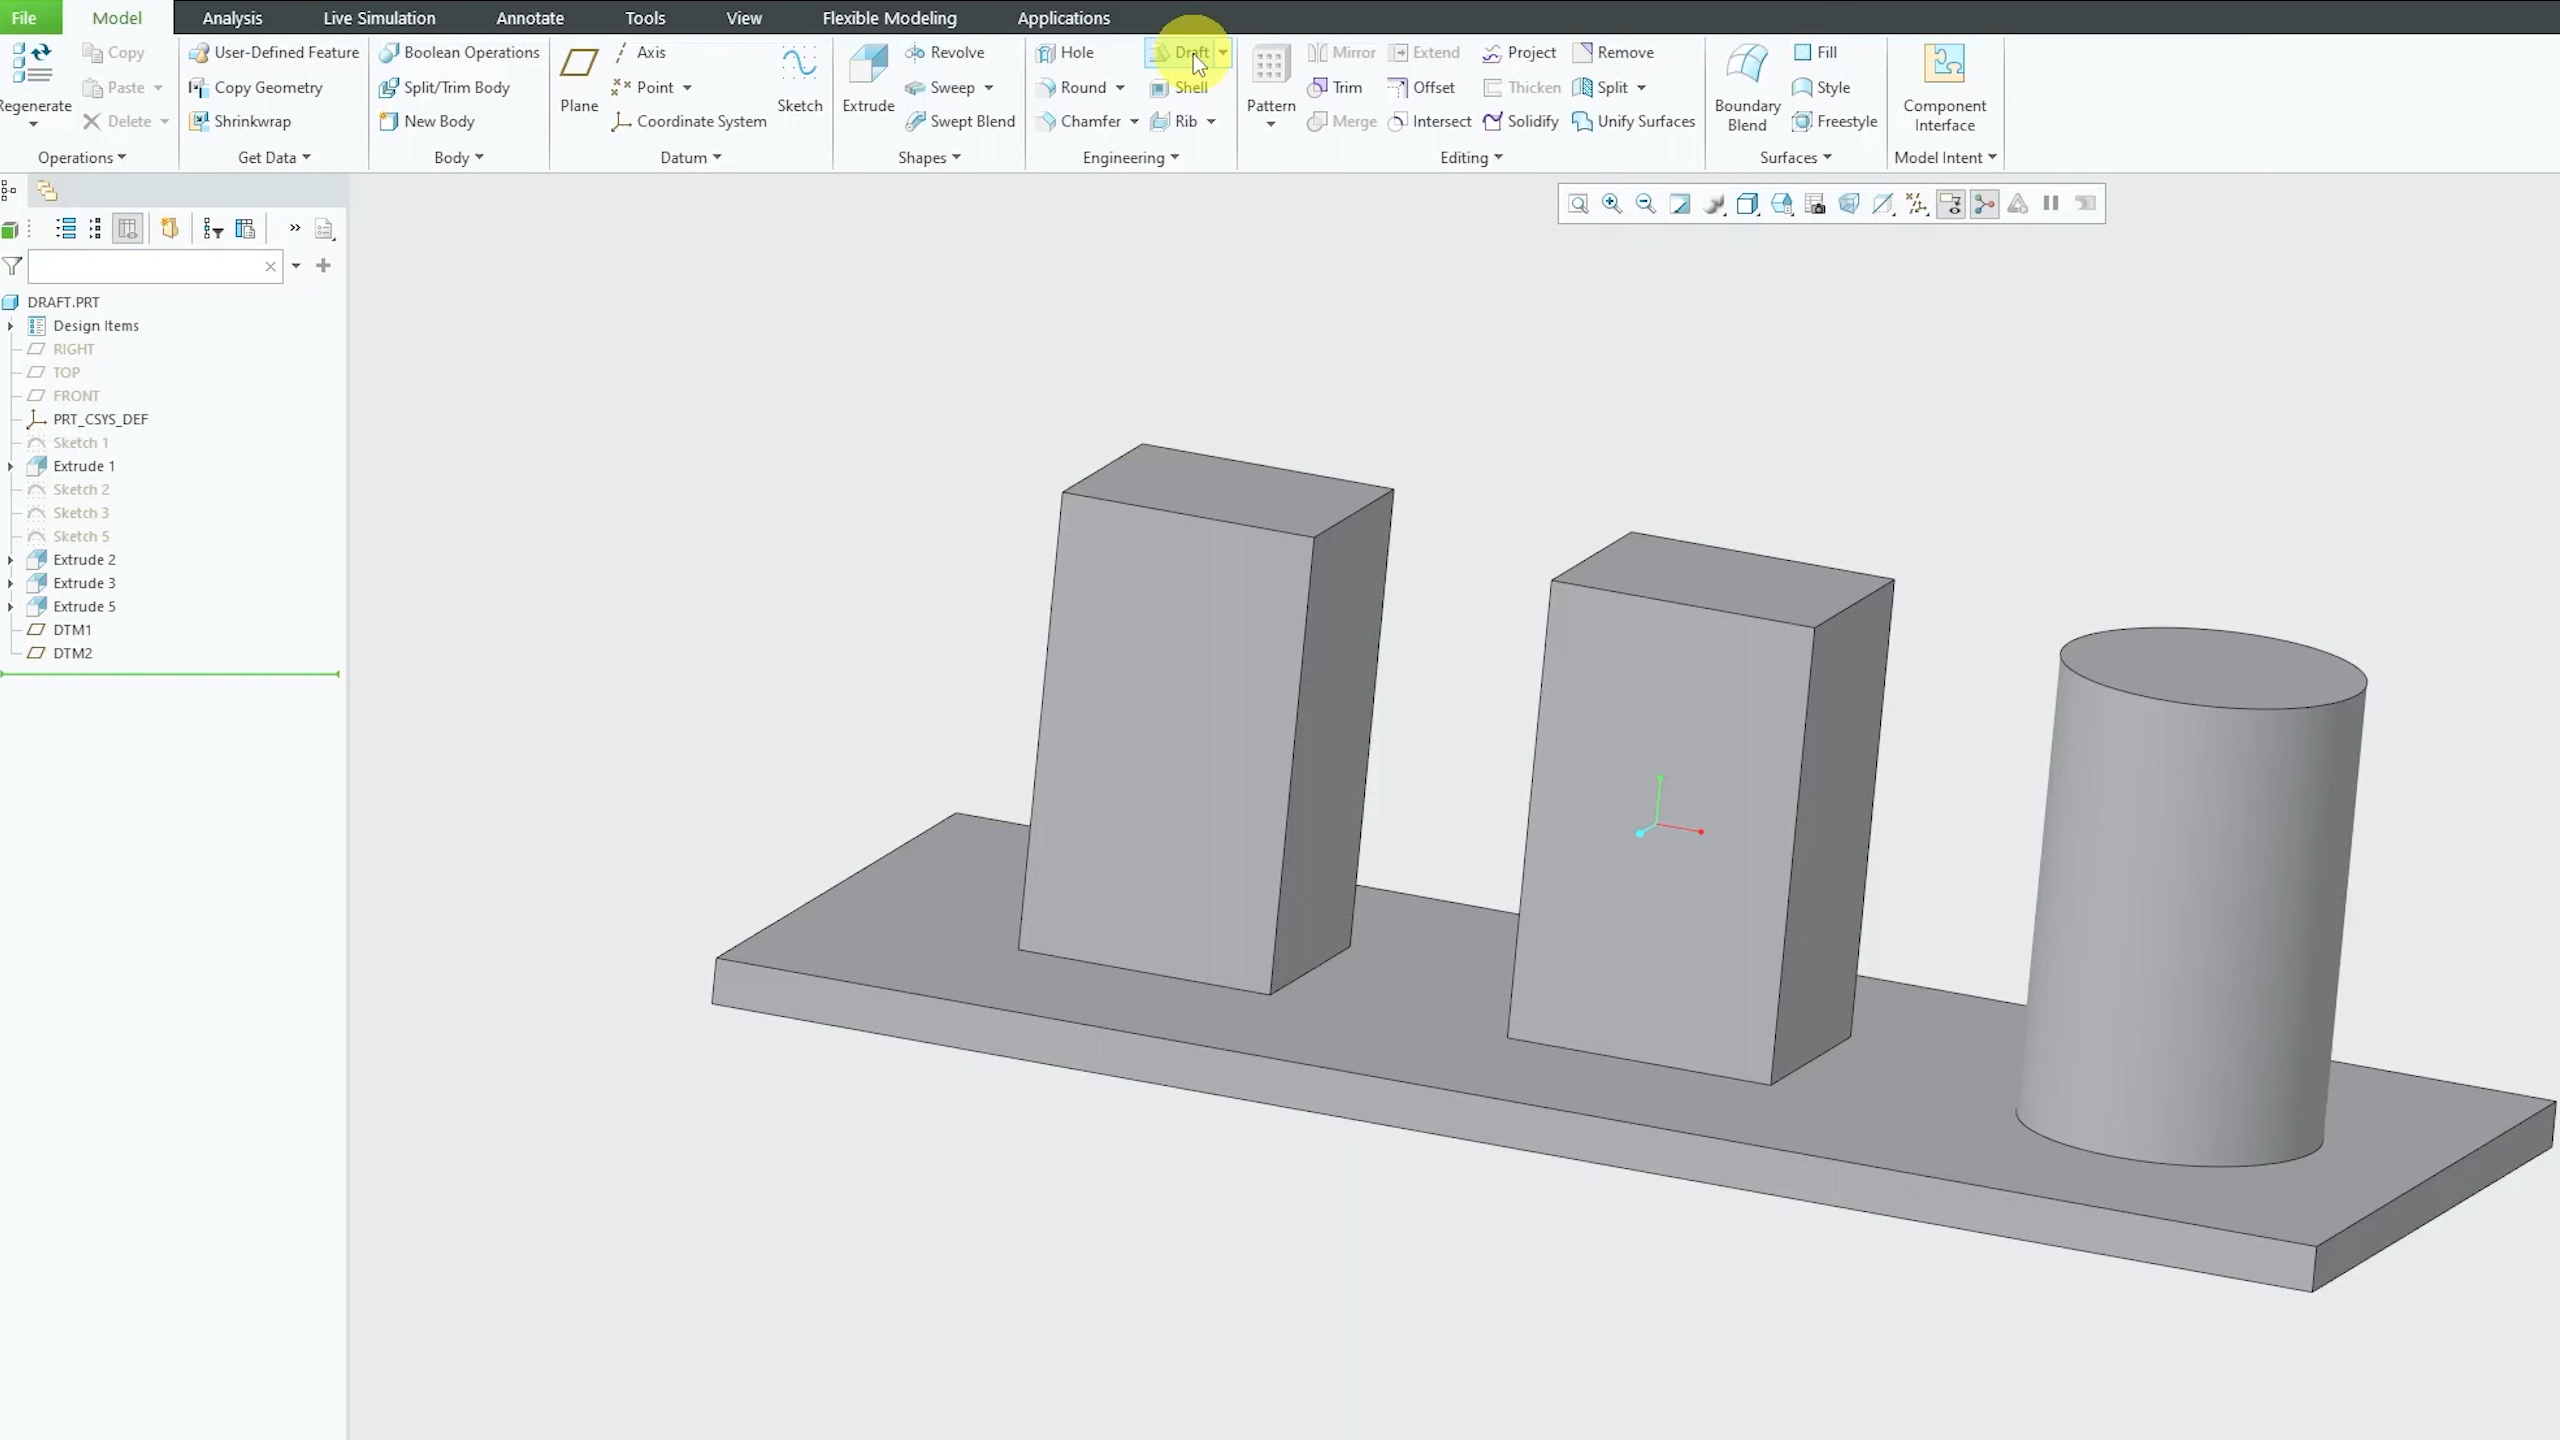 File Model Analysis Live Simulation Annotate Tools View Flexible Modeling Applications
Copy User-Defined Feature Boolean Operations Axis Revolve Hole Draft Mirror Extend Project Remove Fill
Paste Copy Geometry Split/Trim Body Point Sweep Round Shell Trim Offset Thicken Split Style
Regenerate Plane Sketch Extrude Pattern Boundary Blend Component Interface
Delete Shrinkwrap New Body Coordinate System Swept Blend Chamfer Rib Merge Intersect Solidify Unify Surfaces Freestyle
Operations Get Data Body Datum Shapes Engineering Editing Surfaces Model Intent
DRAFT.PRT
Design Items
RIGHT
TOP
FRONT
PRT_CSYS_DEF
Sketch 1
Extrude 1
Sketch 2
Sketch 3
Sketch 5
Extrude 2
Extrude 3
Extrude 5
DTM1
DTM2